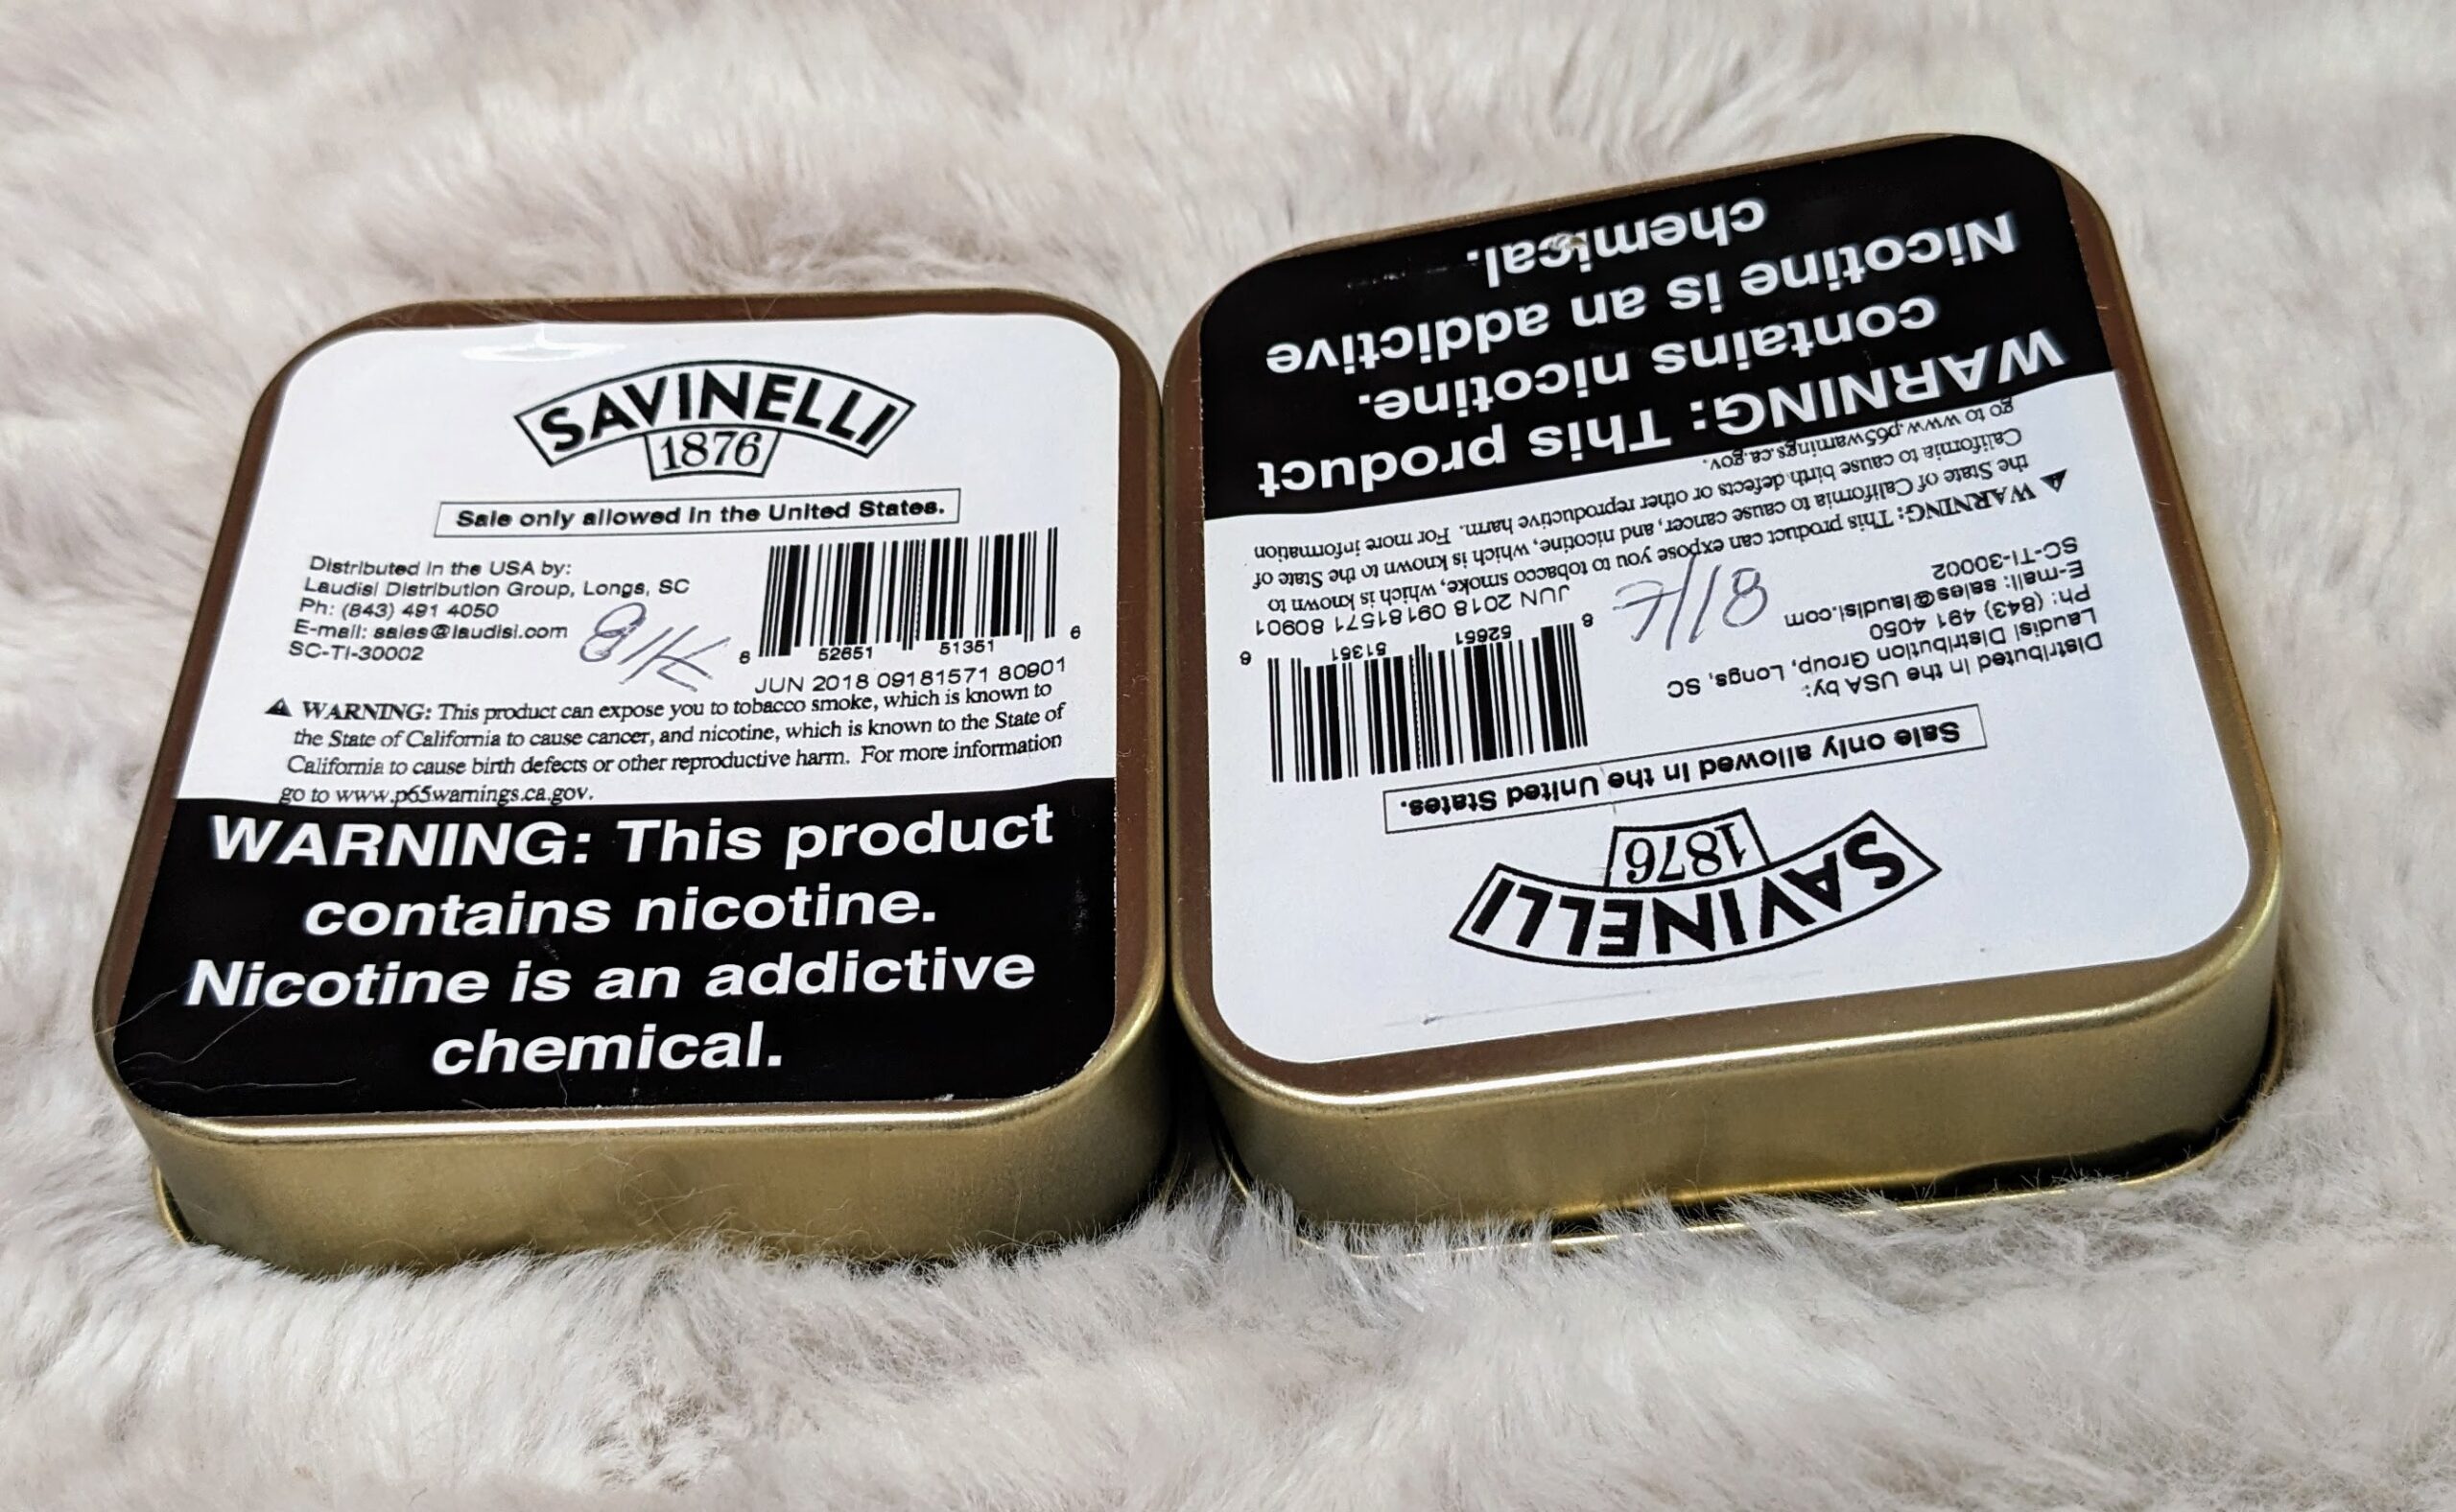 SAVINELLI
1876
Sale only allowed in the United States.
Distributed in the USA by:
Laudisi Distribution Group, Longs, SC
Ph: (843) 491 4050
E-mail: sales@laudisi.com
SC-TI-30002
6 52651 51351 6
JUN 2018 09181571 80901
WARNING: This product can expose you to tobacco smoke, which is known to
the State of California to cause cancer, and nicotine, which is known to the State of
California to cause birth defects or other reproductive harm. For more information
go to www.p65warnings.ca.gov.
WARNING: This product
contains nicotine.
Nicotine is an addictive
chemical.
SAVINELLI
1876
Sale only allowed in the United States.
Distributed in the USA by:
Laudisi Distribution Group, Longs, SC
Ph: (843) 491 4050
E-mail: sales@laudisi.com
SC-TI-30002
8 52651 51351 6
JUN 2018 09181571 80901
WARNING: This product can expose you to tobacco smoke, which is known to
the State of California to cause cancer, and nicotine, which is known to the State of
California to cause birth defects or other reproductive harm. For more information
go to www.p65warnings.ca.gov.
WARNING: This product
contains nicotine.
Nicotine is an addictive
chemical.